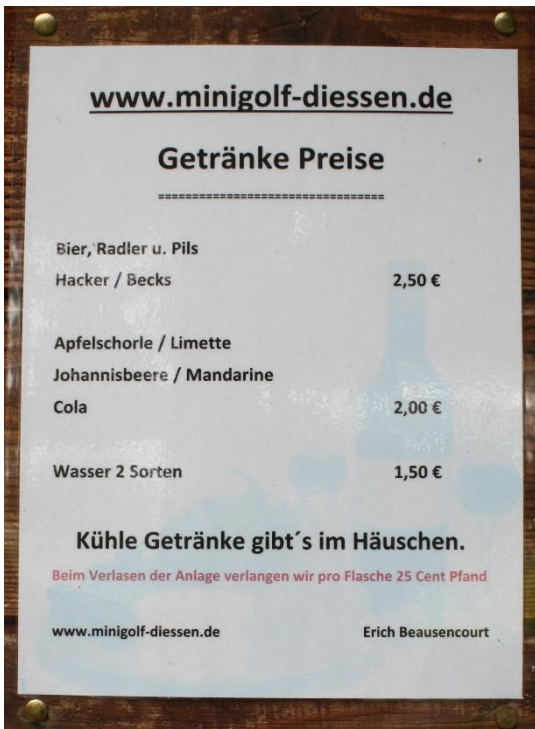 www.minigolf-diessen.de
Getränke Preise
=================================
Bier, Radler u. Pils
Hacker / Becks 2,50 €
Apfelschorle / Limette
Johannisbeere / Mandarine
Cola 2,00 €
Wasser 2 Sorten 1,50 €
Kühle Getränke gibt´s im Häuschen.
Beim Verlasen der Anlage verlangen wir pro Flasche 25 Cent Pfand
www.minigolf-diessen.de Erich Beausencourt